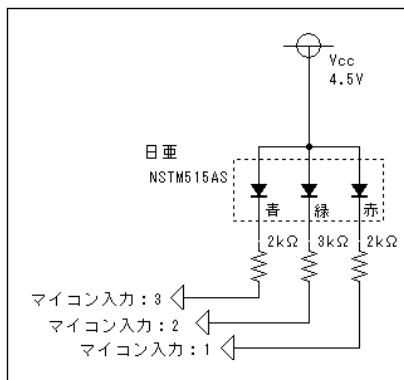 Vcc
4.5V
日亜
NSTM515AS
青 緑 赤
2kΩ 3kΩ 2kΩ
マイコン入力:3
マイコン入力:2
マイコン入力:1